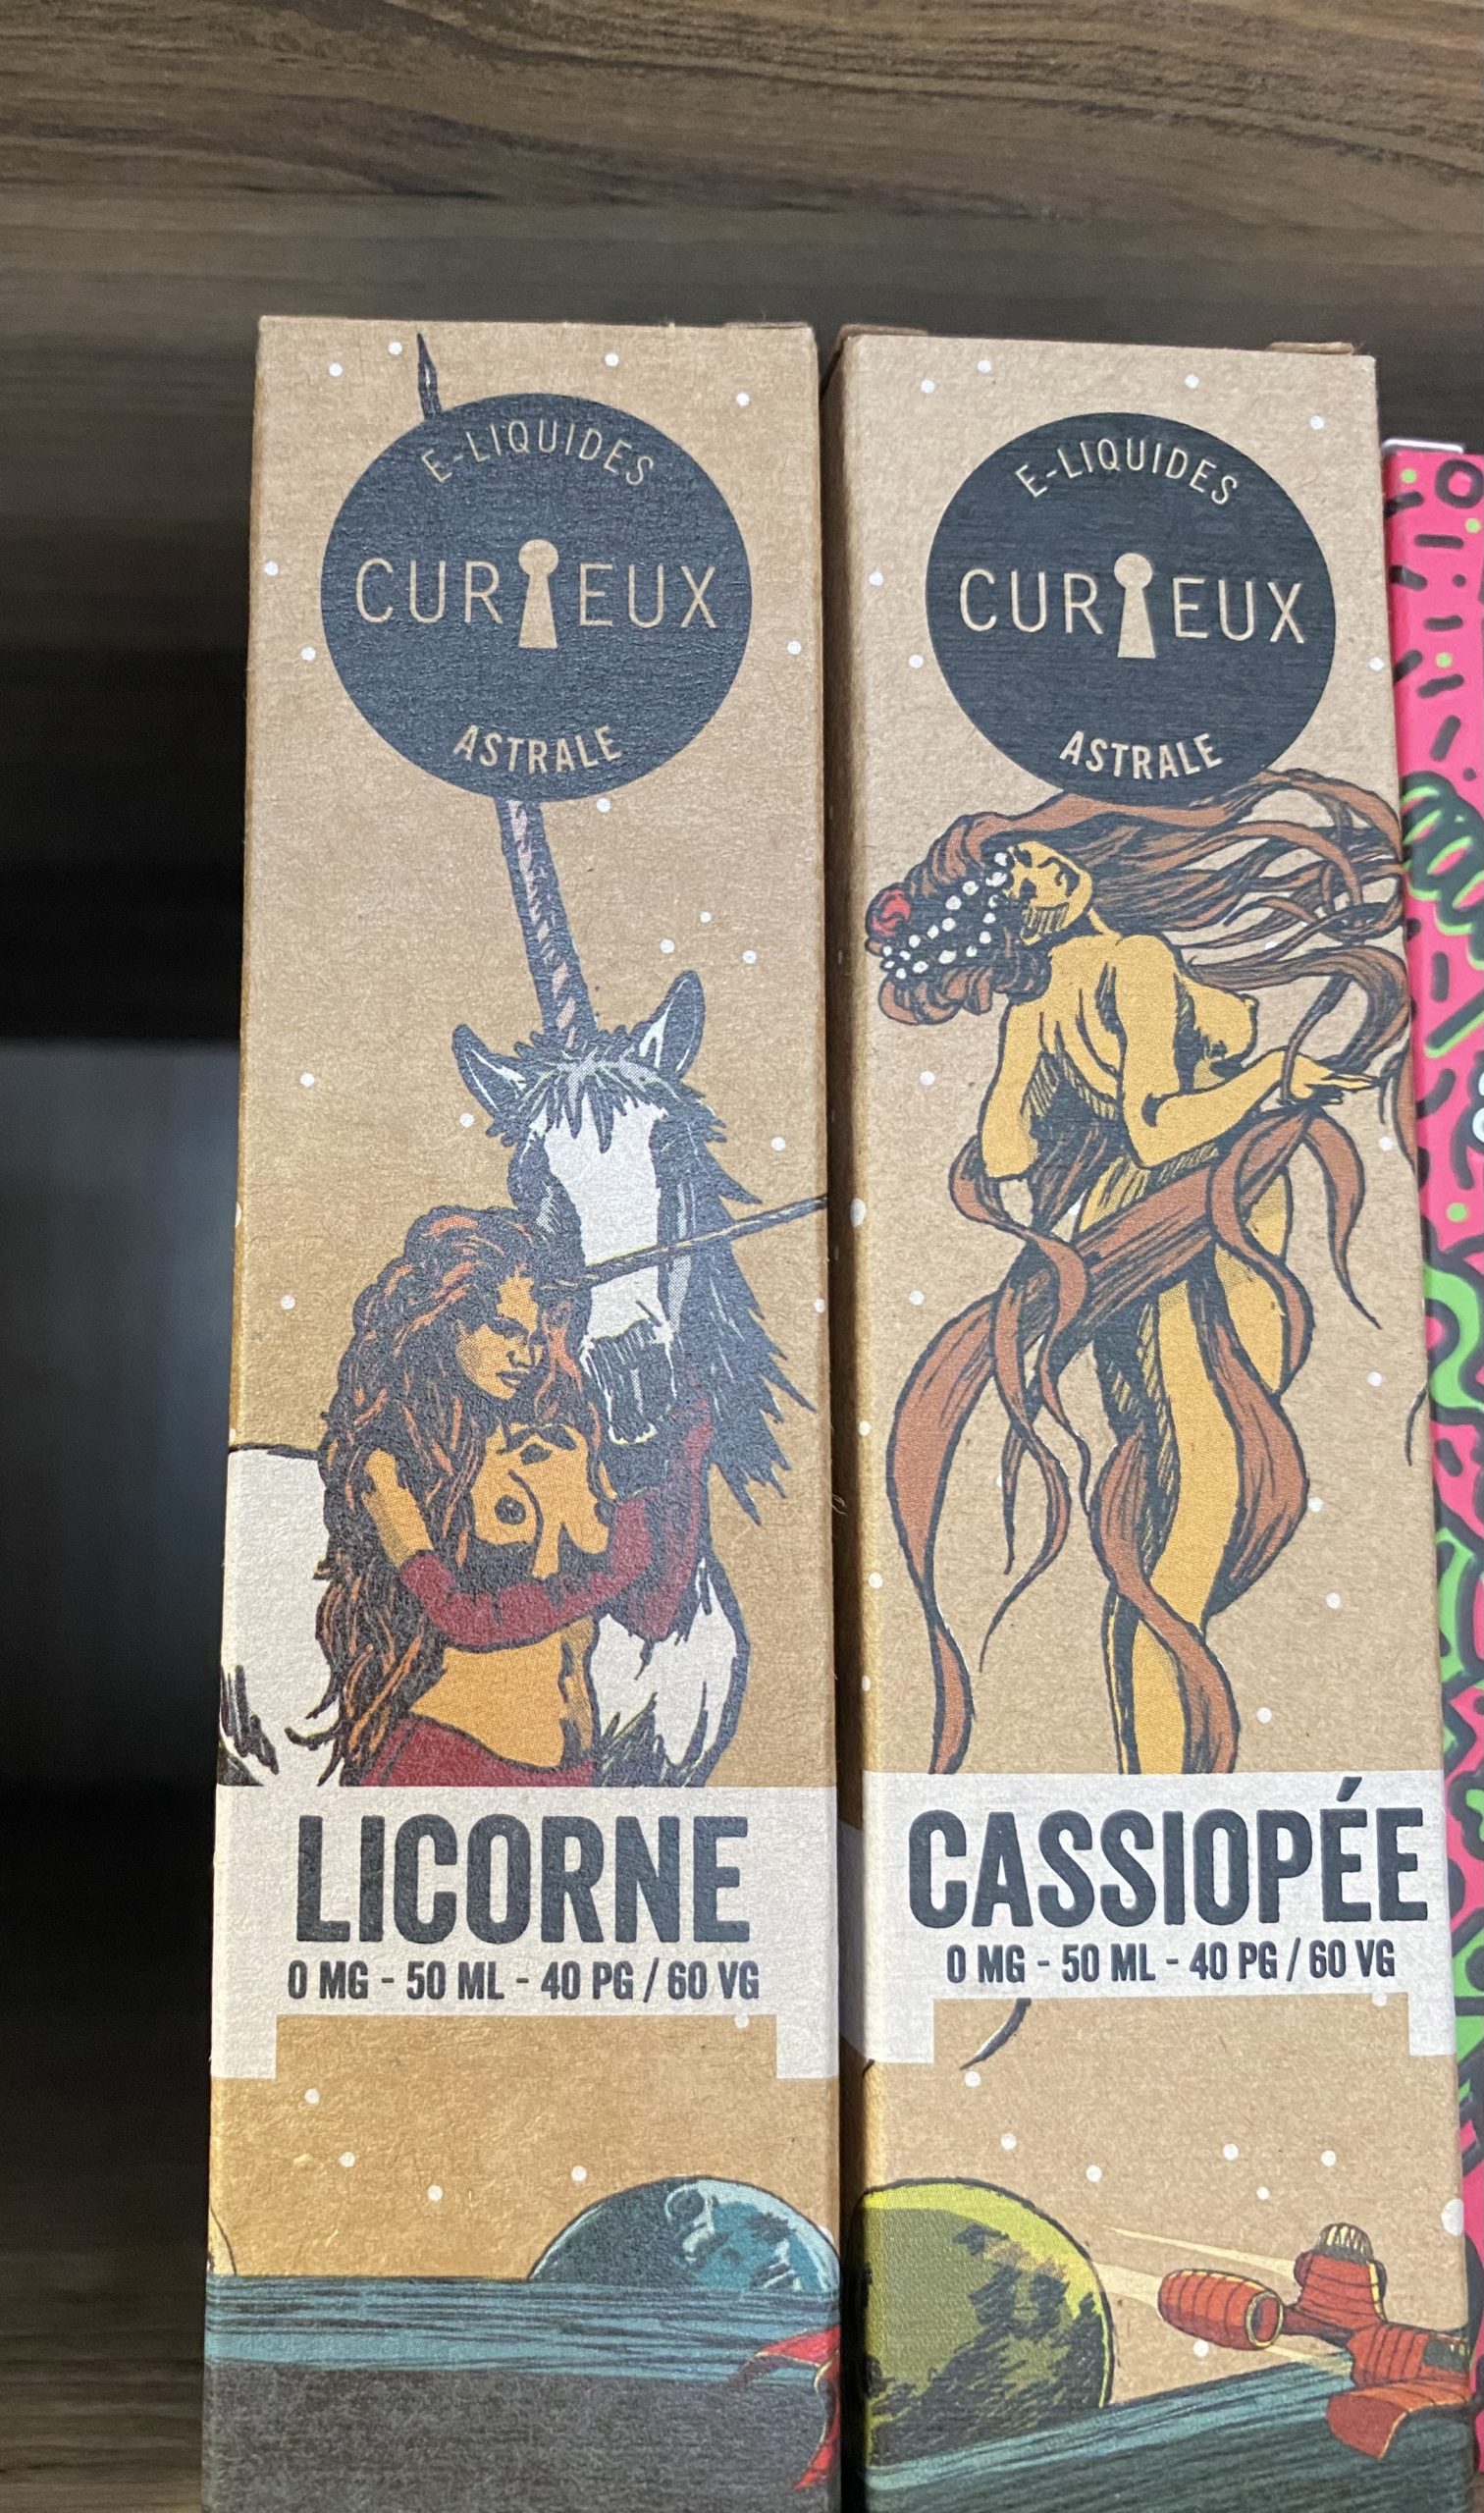 E-LIQUIDES
CURIEUX
ASTRALE
LICORNE
0 MG - 50 ML - 40 PG / 60 VG
E-LIQUIDES
CURIEUX
ASTRALE
CASSIOPÉE
0 MG - 50 ML - 40 PG / 60 VG